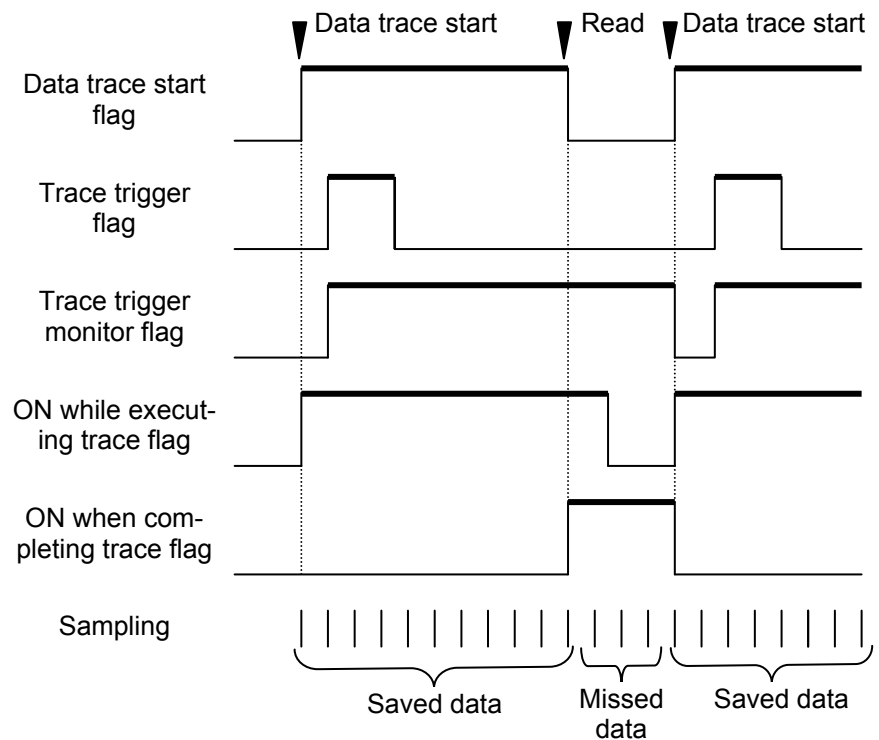 Data trace start
Read
Data trace start
Data trace start
flag
Trace trigger
flag
Trace trigger
monitor flag
ON while execut-
ing trace flag
ON when com-
pleting trace flag
Sampling
Saved data
Missed
data
Saved data